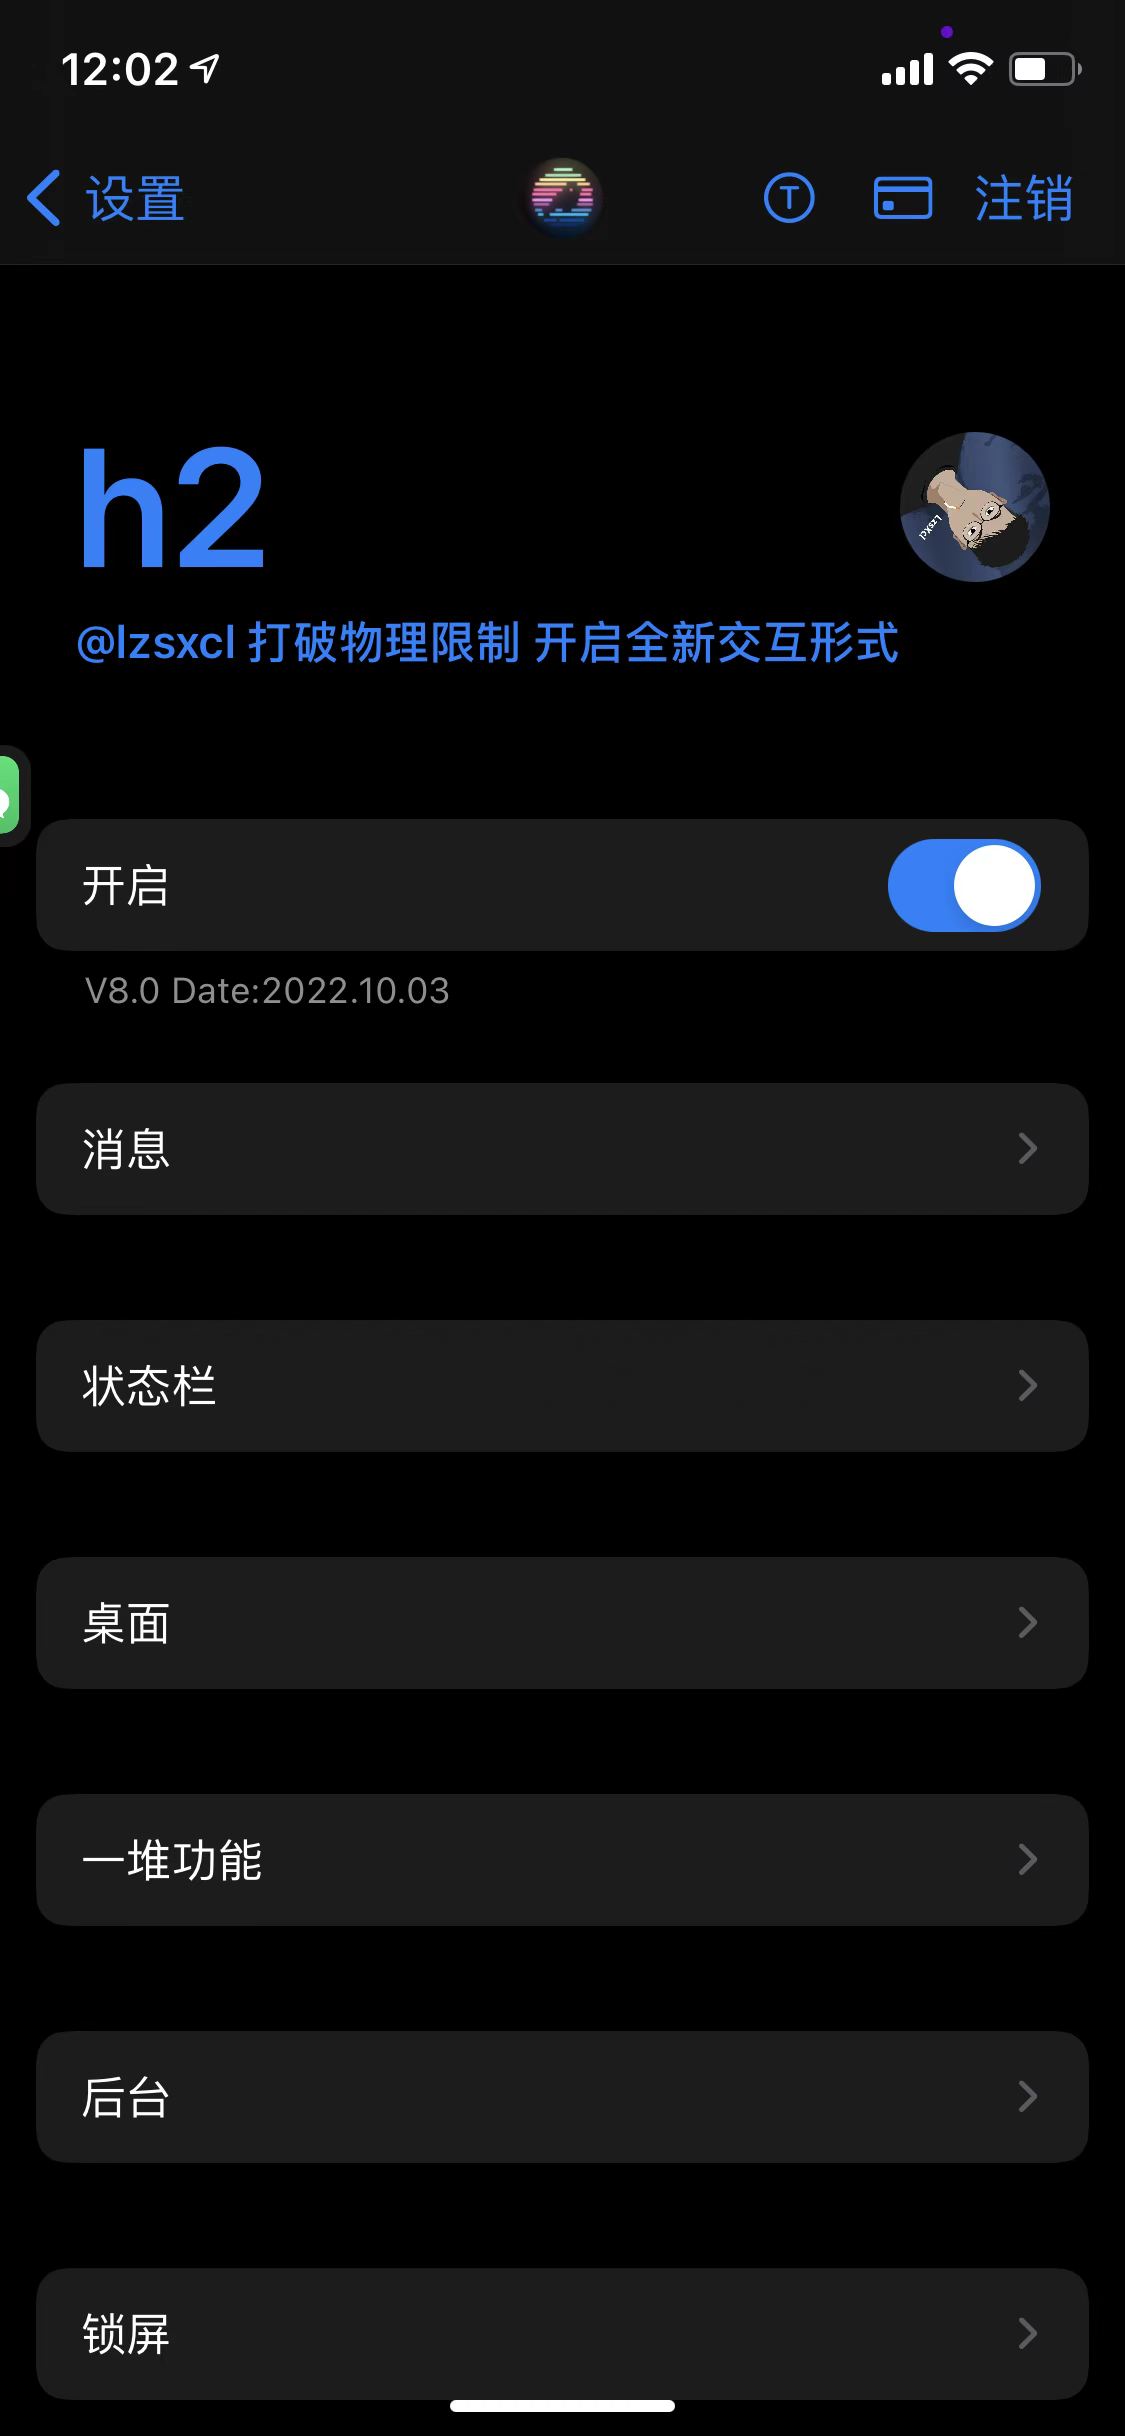 12:02
设置
T
注销
h2
lzsxcl
@lzsxcl 打破物理限制 开启全新交互形式
开启
V8.0 Date:2022.10.03
消息
状态栏
桌面
一堆功能
后台
锁屏